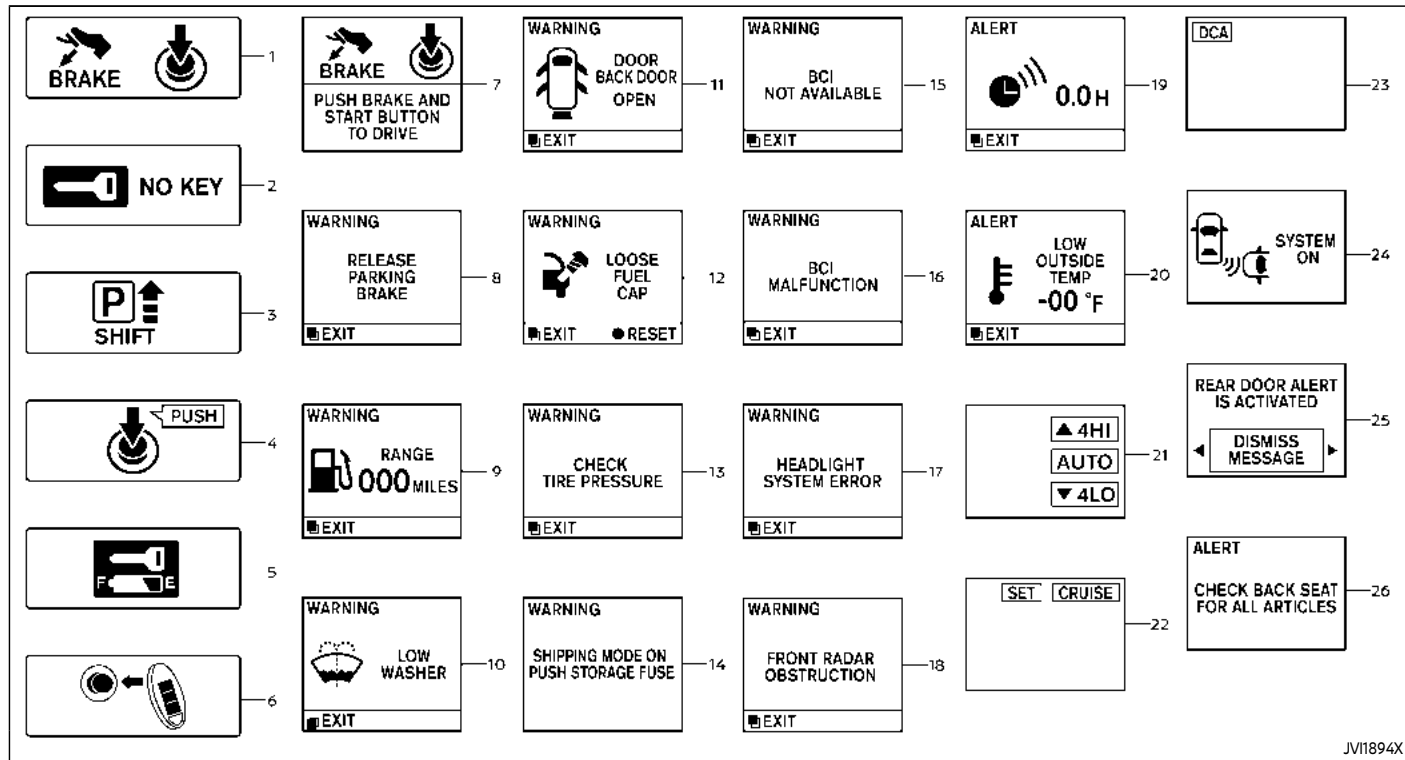 BRAKE
1
NO KEY
2
P
SHIFT
3
PUSH
4
F E
5
6
BRAKE
PUSH BRAKE AND
START BUTTON
TO DRIVE
7
WARNING
RELEASE
PARKING
BRAKE
EXIT
8
WARNING
RANGE
000 MILES
EXIT
9
WARNING
LOW
WASHER
EXIT
10
WARNING
DOOR
BACK DOOR
OPEN
EXIT
11
WARNING
LOOSE
FUEL
CAP
EXIT ● RESET
12
WARNING
CHECK
TIRE PRESSURE
EXIT
13
WARNING
SHIPPING MODE ON
PUSH STORAGE FUSE
14
WARNING
BCI
NOT AVAILABLE
EXIT
15
WARNING
BCI
MALFUNCTION
EXIT
16
WARNING
HEADLIGHT
SYSTEM ERROR
EXIT
17
WARNING
FRONT RADAR
OBSTRUCTION
EXIT
18
ALERT
0.0 H
EXIT
19
ALERT
LOW
OUTSIDE
TEMP
-00 °F
EXIT
20
▲ 4HI
AUTO
▼ 4LO
21
SET CRUISE
22
DCA
23
SYSTEM
ON
24
REAR DOOR ALERT
IS ACTIVATED
DISMISS
MESSAGE
25
ALERT
CHECK BACK SEAT
FOR ALL ARTICLES
26
JVI1894X